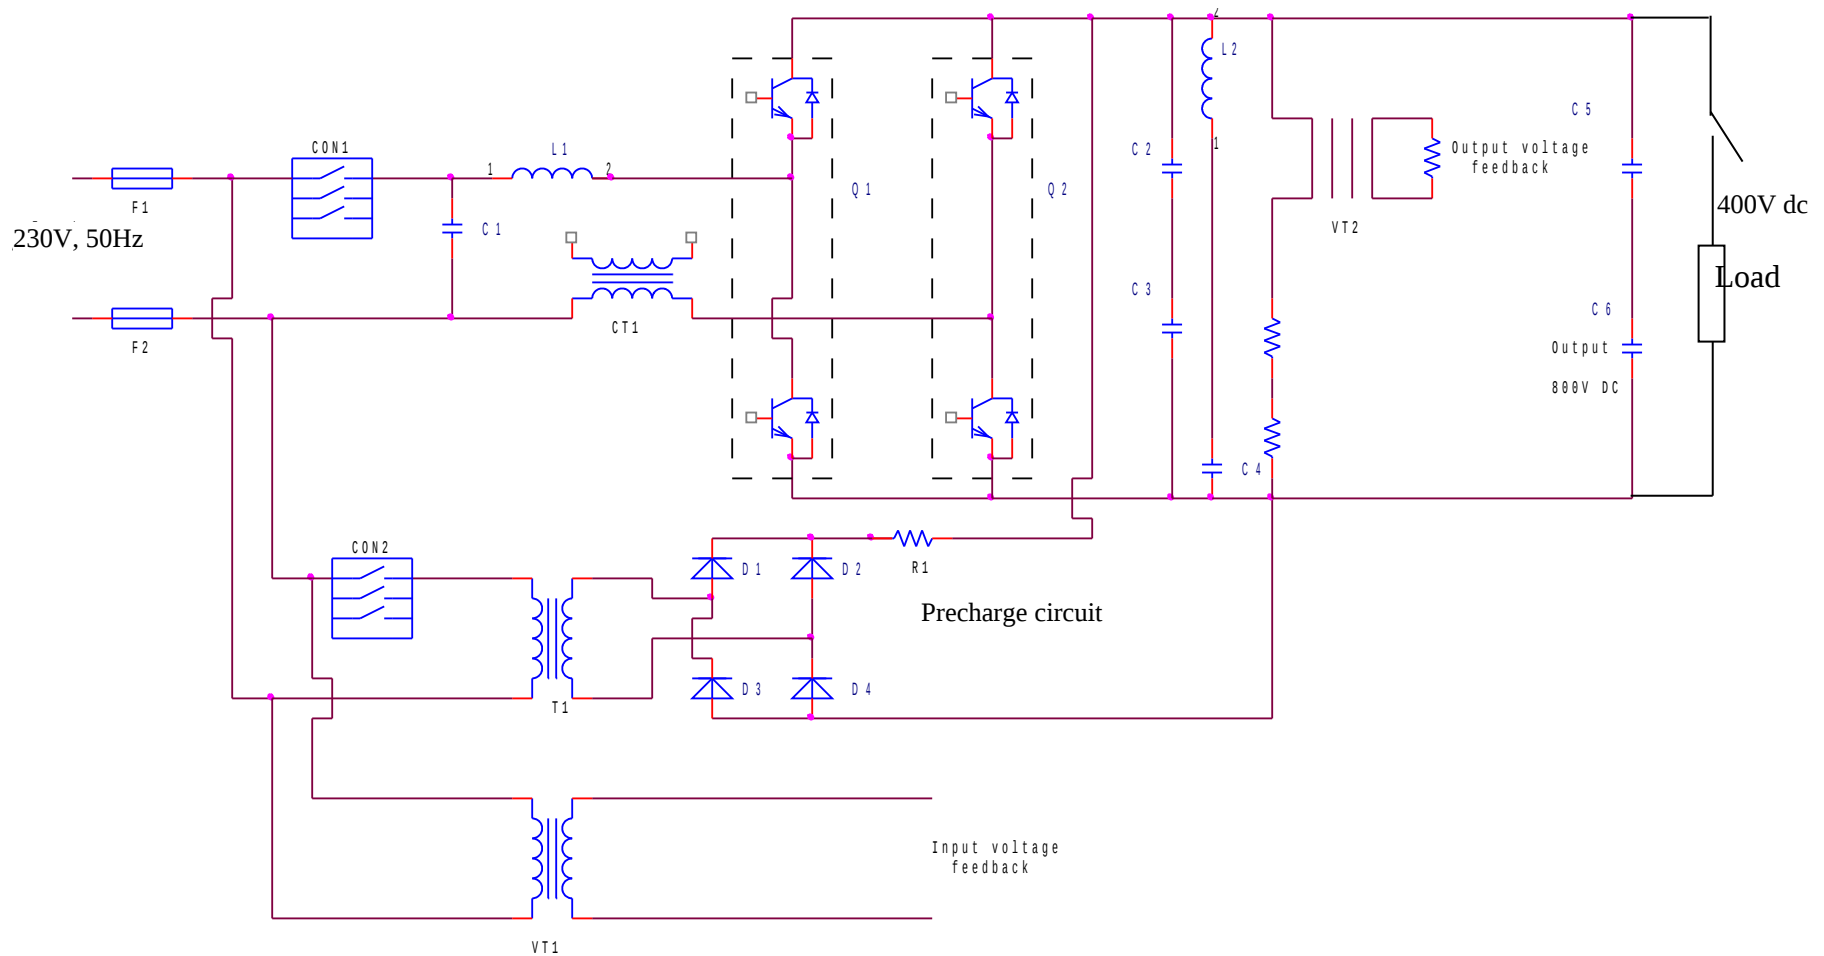 2
L2
C5
CON1
L1
1
2
1
C2
Output voltage
feedback
F1
Q1
Q2
400V dc
230V, 50Hz
C1
VT2
Load
C3
C6
CT1
F2
Output
800V DC
C4
CON2
D1
D2
R1
Precharge circuit
D3
D4
T1
Input voltage
feedback
VT1